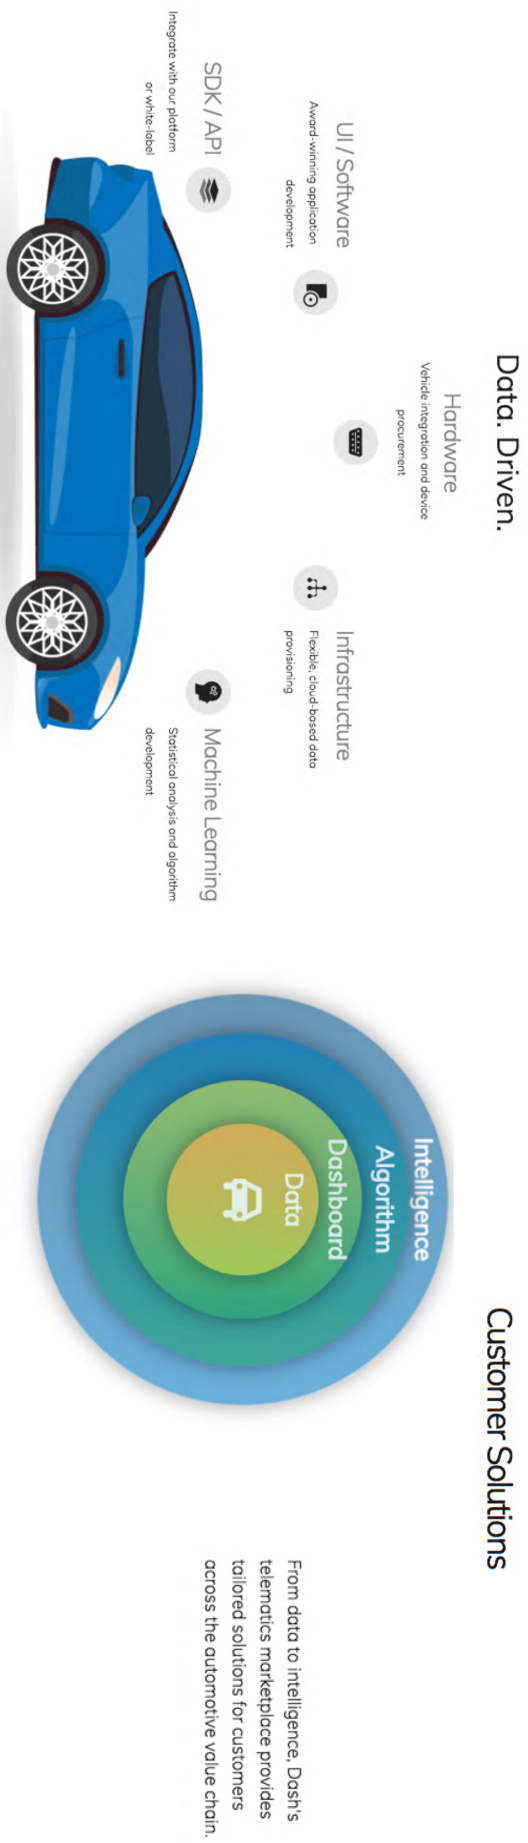 Data. Driven.
Hardware
Vehicle integration and device
procurement
UI / Software
Award-winning application
development
Infrastructure
Flexible, cloud-based data
provisioning
SDK / API
Integrate with our platform
or white-label
Machine Learning
Statistical analysis and algorithm
development
Customer Solutions
Intelligence
Algorithm
Dashboard
Data
From data to intelligence, Dash's
telematics marketplace provides
tailored solutions for customers
across the automotive value chain.